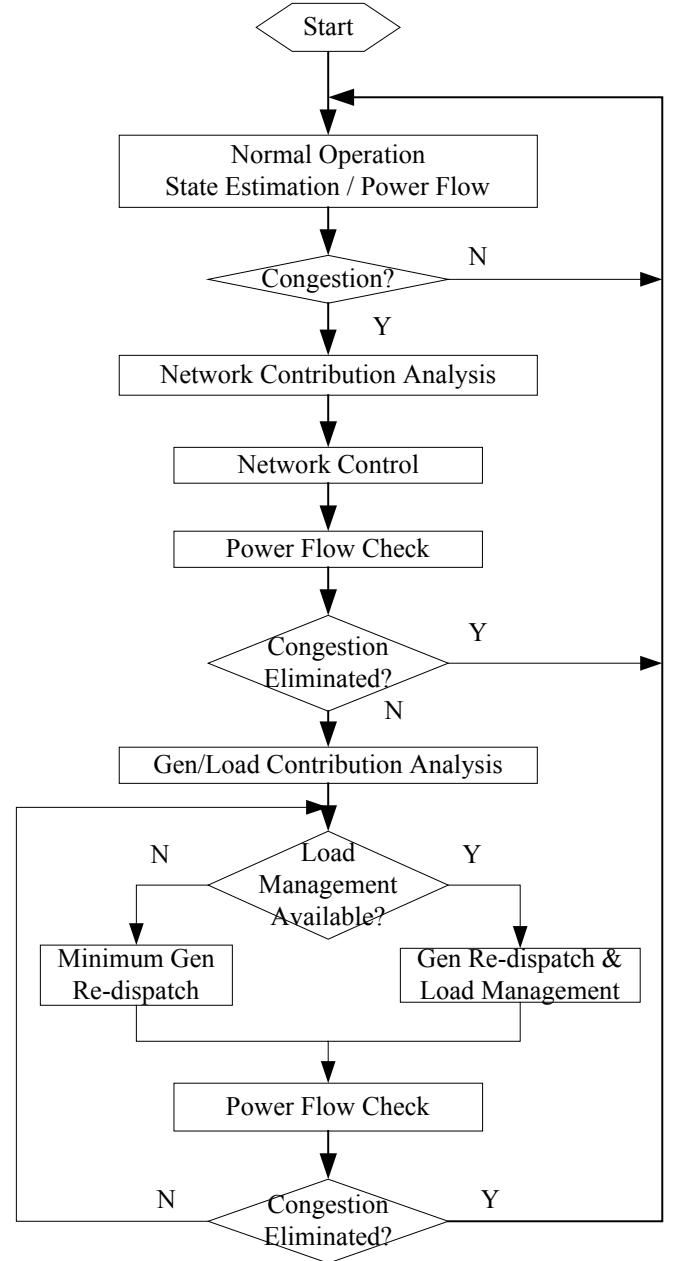 Start
Normal Operation
State Estimation / Power Flow
Congestion?
N
Y
Network Contribution Analysis
Network Control
Power Flow Check
Congestion
Eliminated?
Y
N
Gen/Load Contribution Analysis
Load
Management
Available?
N
Y
Minimum Gen
Re-dispatch
Gen Re-dispatch &
Load Management
Power Flow Check
Congestion
Eliminated?
N
Y